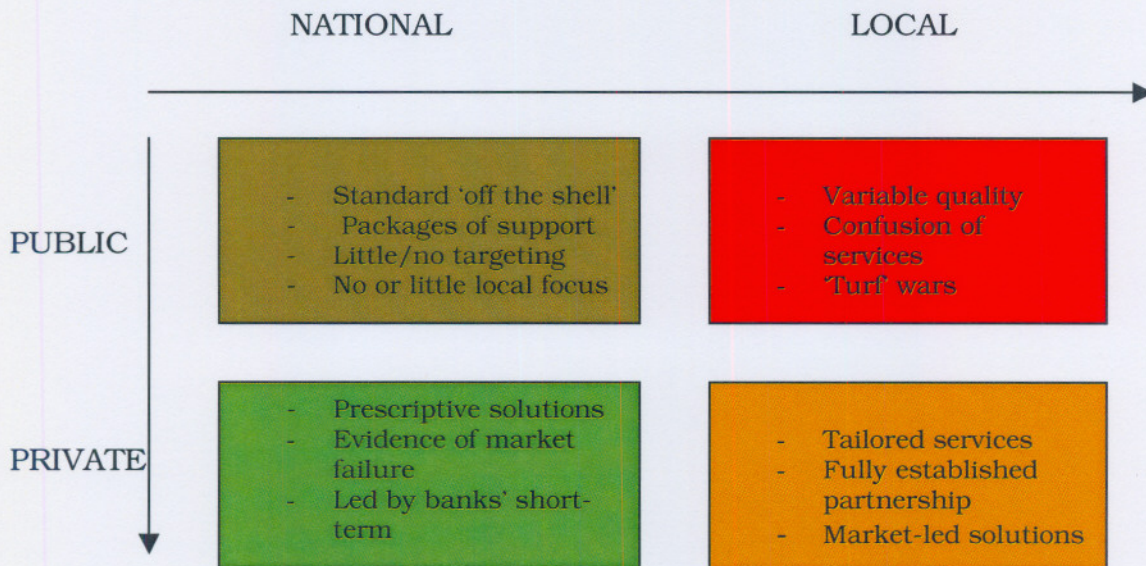 NATIONAL
LOCAL
PUBLIC
- Standard ‘off the shell’
- Packages of support
- Little/no targeting
- No or little local focus
- Variable quality
- Confusion of
services
- ‘Turf’ wars
PRIVATE
- Prescriptive solutions
- Evidence of market
failure
- Led by banks’ short-
term
- Tailored services
- Fully established
partnership
- Market-led solutions